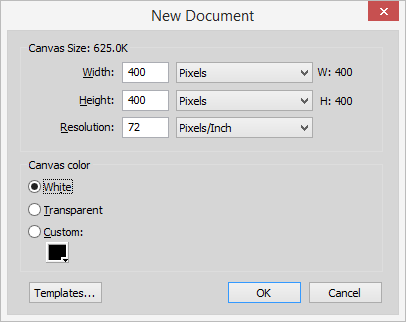 New Document
Canvas Size: 625.0K
Width: 400 Pixels W: 400
Height: 400 Pixels H: 400
Resolution: 72 Pixels/Inch
Canvas color
White
Transparent
Custom:
Templates... OK Cancel